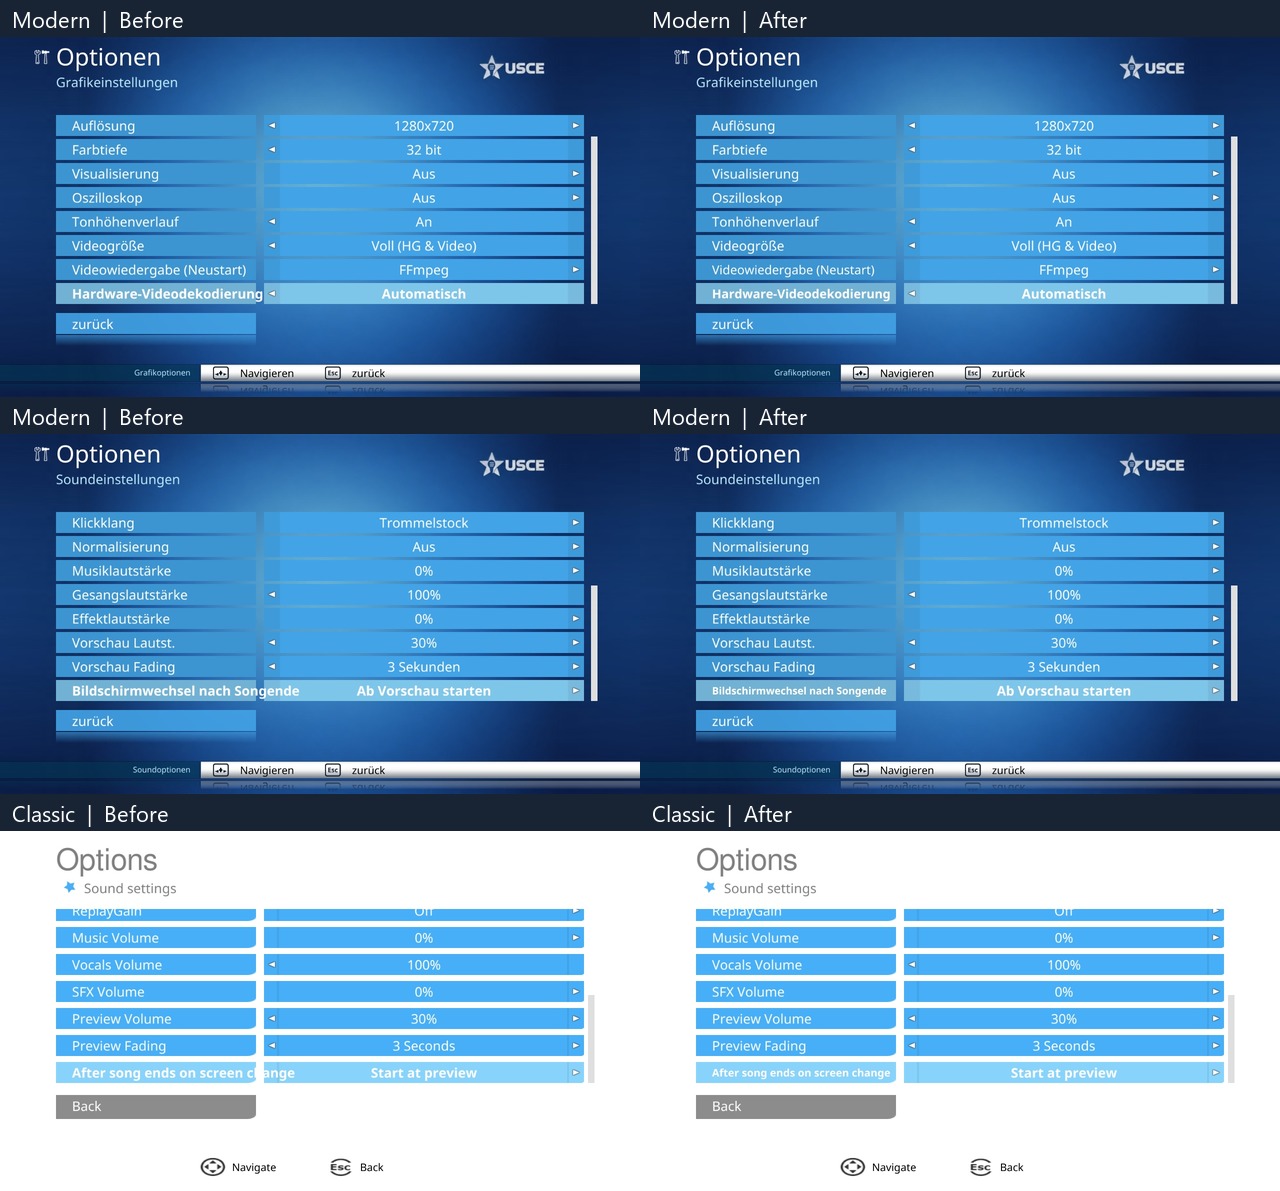 Modern | Before
Optionen
Grafikeinstellungen
USCE
Auflösung 1280x720
Farbtiefe 32 bit
Visualisierung Aus
Oszilloskop Aus
Tonhöhenverlauf An
Videogröße Voll (HG & Video)
Videowiedergabe (Neustart) FFmpeg
Hardware-Videodekodierung Automatisch
zurück
Grafikoptionen Navigieren Esc zurück
Modern | After
Optionen
Grafikeinstellungen
USCE
Auflösung 1280x720
Farbtiefe 32 bit
Visualisierung Aus
Oszilloskop Aus
Tonhöhenverlauf An
Videogröße Voll (HG & Video)
Videowiedergabe (Neustart) FFmpeg
Hardware-Videodekodierung Automatisch
zurück
Grafikoptionen Navigieren Esc zurück
Modern | Before
Optionen
Soundeinstellungen
USCE
Klickklang Trommelstock
Normalisierung Aus
Musiklautstärke 0%
Gesangslautstärke 100%
Effektlautstärke 0%
Vorschau Lautst. 30%
Vorschau Fading 3 Sekunden
Bildschirmwechsel nach Songende Ab Vorschau starten
zurück
Soundoptionen Navigieren Esc zurück
Modern | After
Optionen
Soundeinstellungen
USCE
Klickklang Trommelstock
Normalisierung Aus
Musiklautstärke 0%
Gesangslautstärke 100%
Effektlautstärke 0%
Vorschau Lautst. 30%
Vorschau Fading 3 Sekunden
Bildschirmwechsel nach Songende Ab Vorschau starten
zurück
Soundoptionen Navigieren Esc zurück
Classic | Before
Options
Sound settings
ReplayGain Off
Music Volume 0%
Vocals Volume 100%
SFX Volume 0%
Preview Volume 30%
Preview Fading 3 Seconds
After song ends on screen change Start at preview
Back
Navigate Esc Back
Classic | After
Options
Sound settings
ReplayGain Off
Music Volume 0%
Vocals Volume 100%
SFX Volume 0%
Preview Volume 30%
Preview Fading 3 Seconds
After song ends on screen change Start at preview
Back
Navigate Esc Back